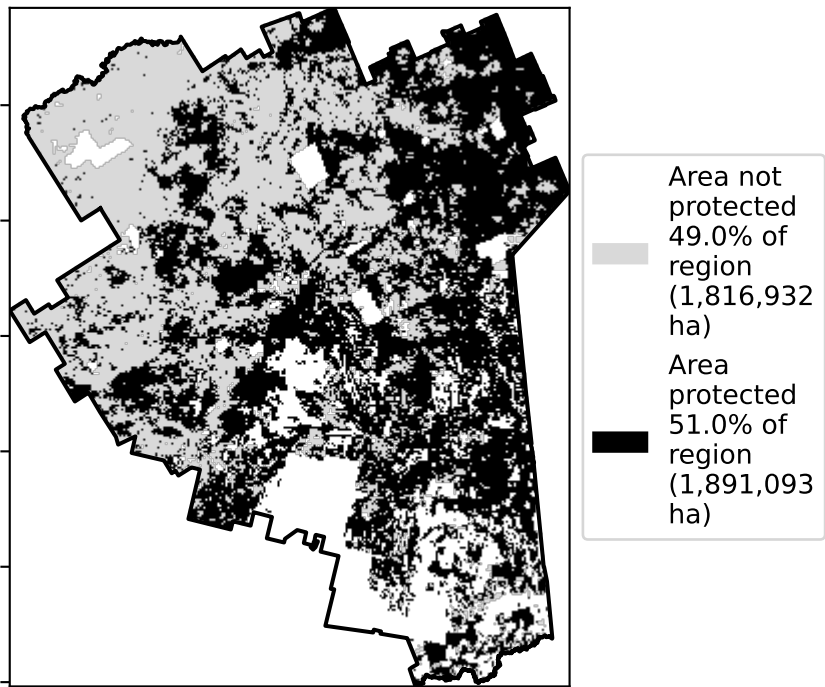 Area not
protected
49.0% of
region
(1,816,932
ha)
Area
protected
51.0% of
region
(1,891,093
ha)